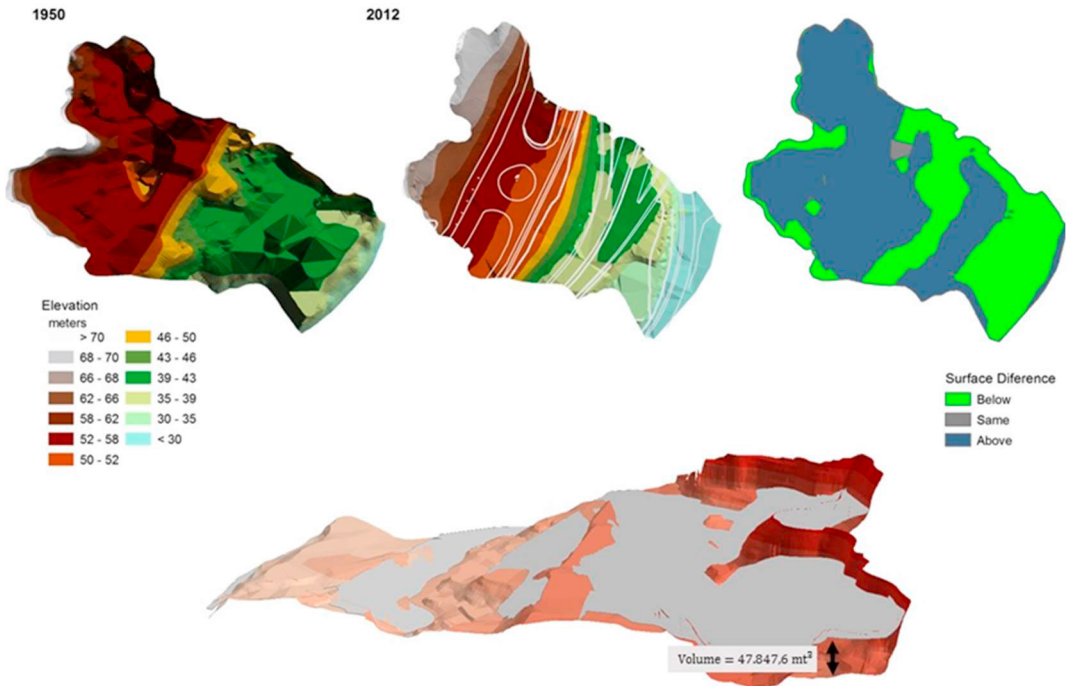 1950
2012
Elevation
meters
> 70
68 - 70
66 - 68
62 - 66
58 - 62
52 - 58
50 - 52
46 - 50
43 - 46
39 - 43
35 - 39
30 - 35
< 30
Surface Diference
Below
Same
Above
Volume = 47.847,6 mt³